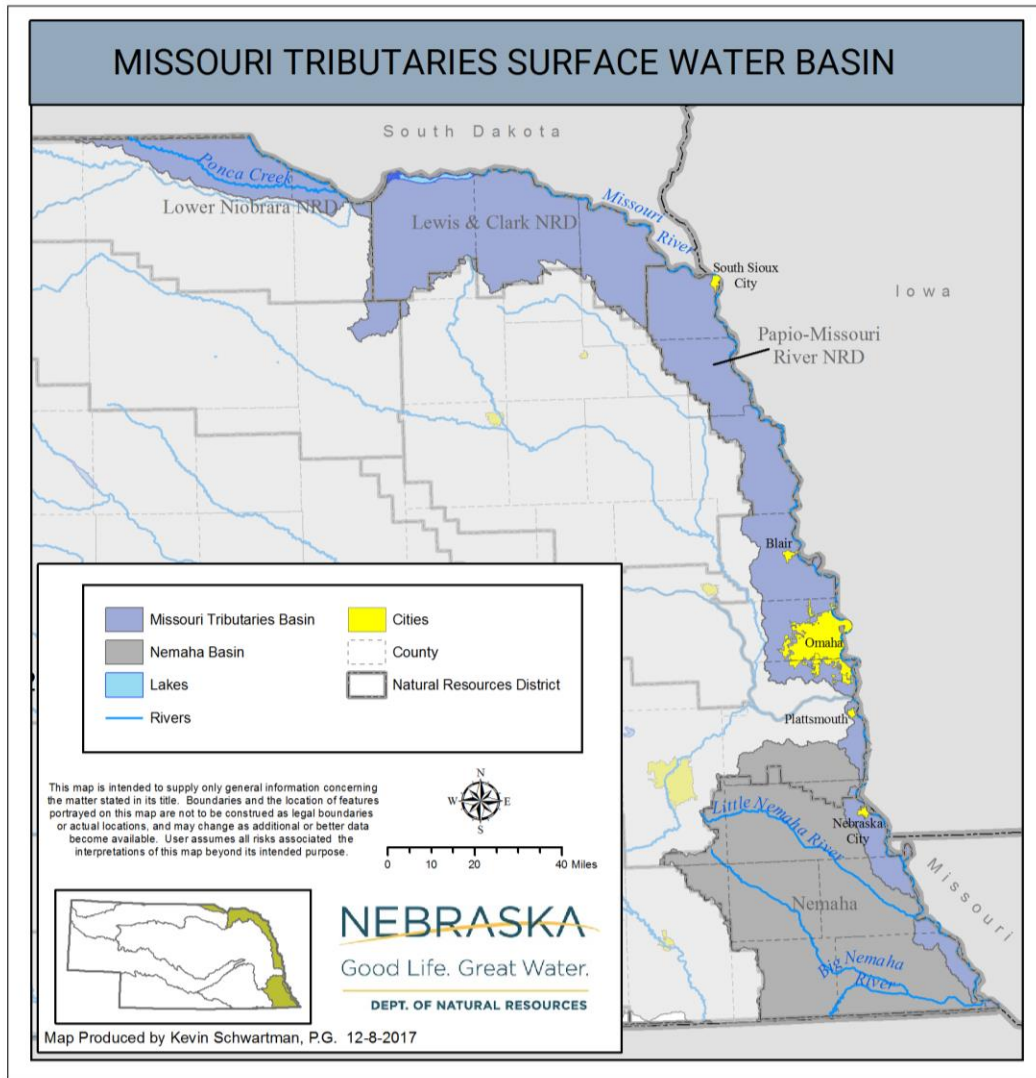 MISSOURI TRIBUTARIES SURFACE WATER BASIN
South Dakota
Ponca Creek
Lower Niobrara NRD
Lewis & Clark NRD
Missouri
River
South Sioux
City
Iowa
Papio-Missouri
River NRD
Blair
Omaha
Plattsmouth
Little Nemaha
River
Nebraska
City
Missouri
Nemaha
Big Nemaha
River
Missouri Tributaries Basin
Nemaha Basin
Lakes
Rivers
Cities
County
Natural Resources District
This map is intended to supply only general information concerning
the matter stated in its title. Boundaries and the location of features
portrayed on this map are not to be construed as legal boundaries
or actual locations, and may change as additional or better data
become available. User assumes all risks associated the
interpretations of this map beyond its intended purpose.
N
W E
S
0 10 20 40 Miles
NEBRASKA
Good Life. Great Water.
DEPT. OF NATURAL RESOURCES
Map Produced by Kevin Schwartman, P.G. 12-8-2017